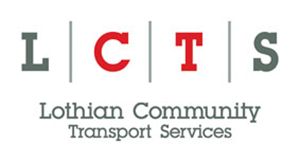 L C T S
Lothian Community
Transport Services